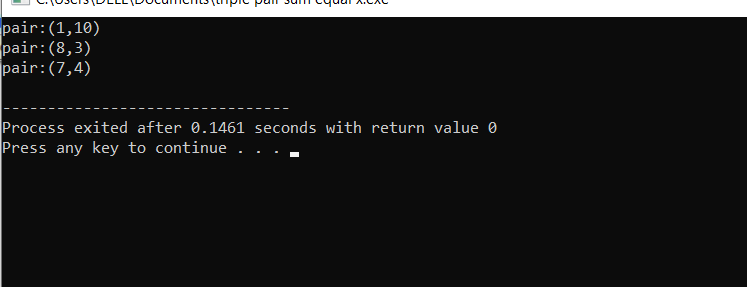 C:\Users\DELL\Documents\triple pair sum equal x.exe
pair:(1,10)
pair:(8,3)
pair:(7,4)
--------------------------------
Process exited after 0.1461 seconds with return value 0
Press any key to continue . . .